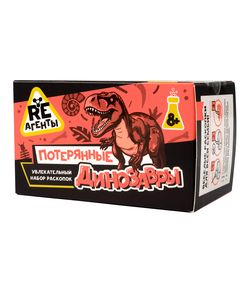 RE
АГЕНТЫ
8+
ПОТЕРЯННЫЕ
ДИНОЗАВРЫ
УВЛЕКАТЕЛЬНЫЙ
НАБОР РАСКОПОК